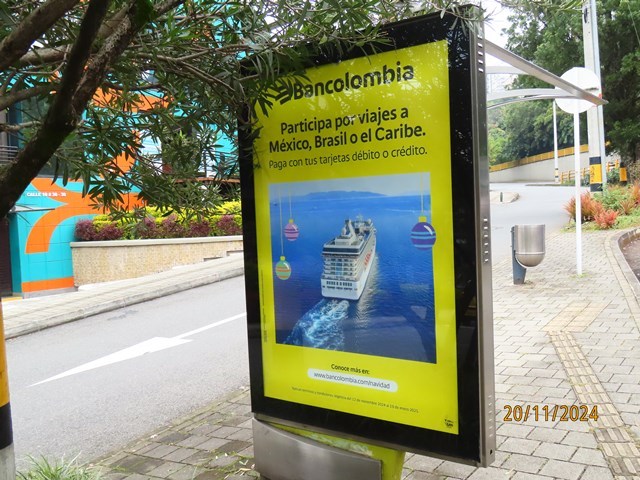 Bancolombia
Participa por viajes a
México, Brasil o el Caribe.
Paga con tus tarjetas débito o crédito.
Conoce más en:
www.bancolombia.com/navidad
20/11/2024